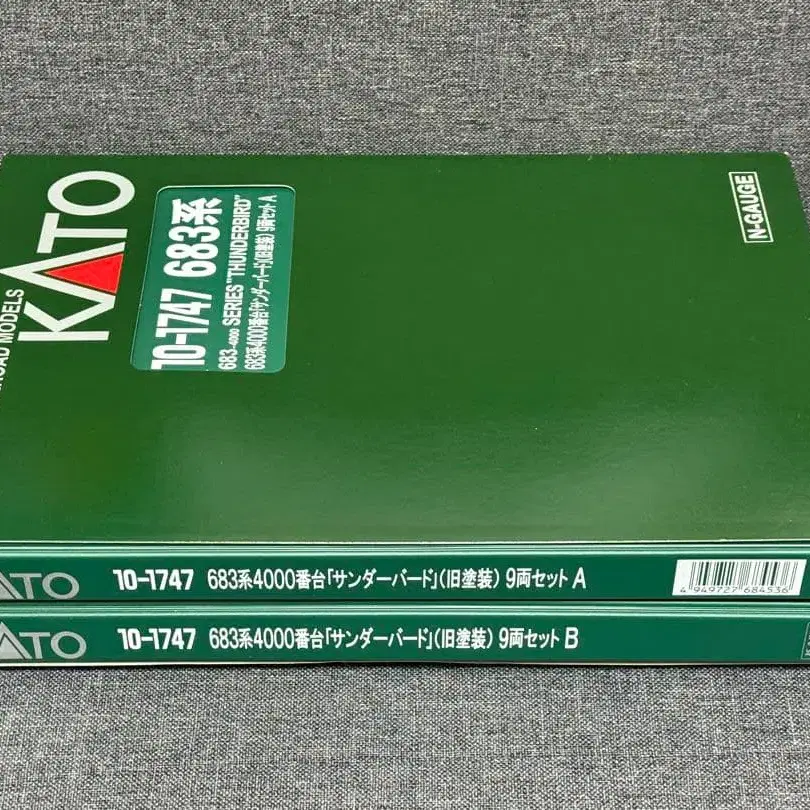 KATO
10-1747 683系
683-4000 SERIES "THUNDERBIRD"
683系4000番台「サンダーバード」(旧塗装) 9両セット A
N-GAUGE
MODELS
ATO 10-1747 683系4000番台「サンダーバード」(旧塗装) 9両セット A
4 949727 684536
ATO 10-1747 683系4000番台「サンダーバード」(旧塗装) 9両セット B